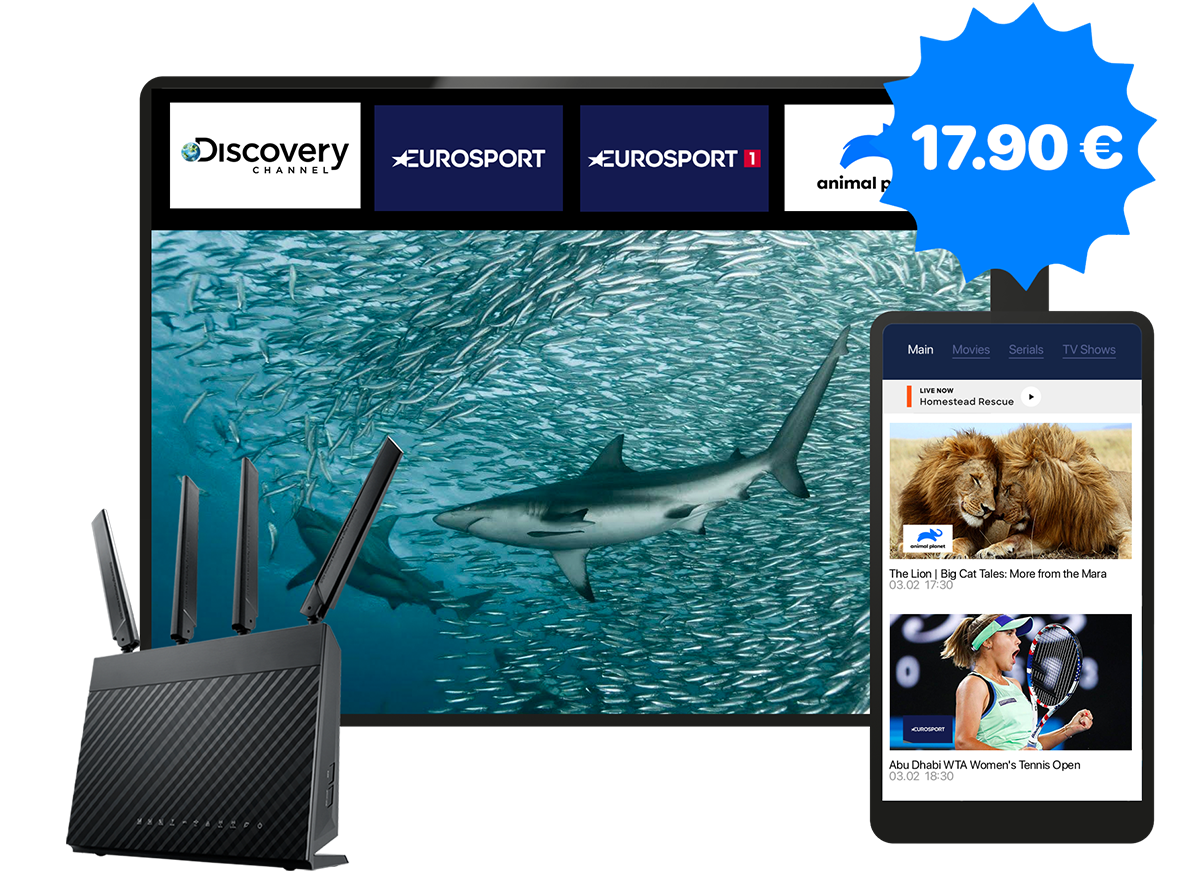 Discovery
CHANNEL
EUROSPORT
EUROSPORT 1
animal p
17.90 €
Main Movies Serials TV Shows
LIVE NOW
Homestead Rescue
animal planet
The Lion | Big Cat Tales: More from the Mara
03.02 17:30
EUROSPORT
Abu Dhabi WTA Women's Tennis Open
03.02 18:30